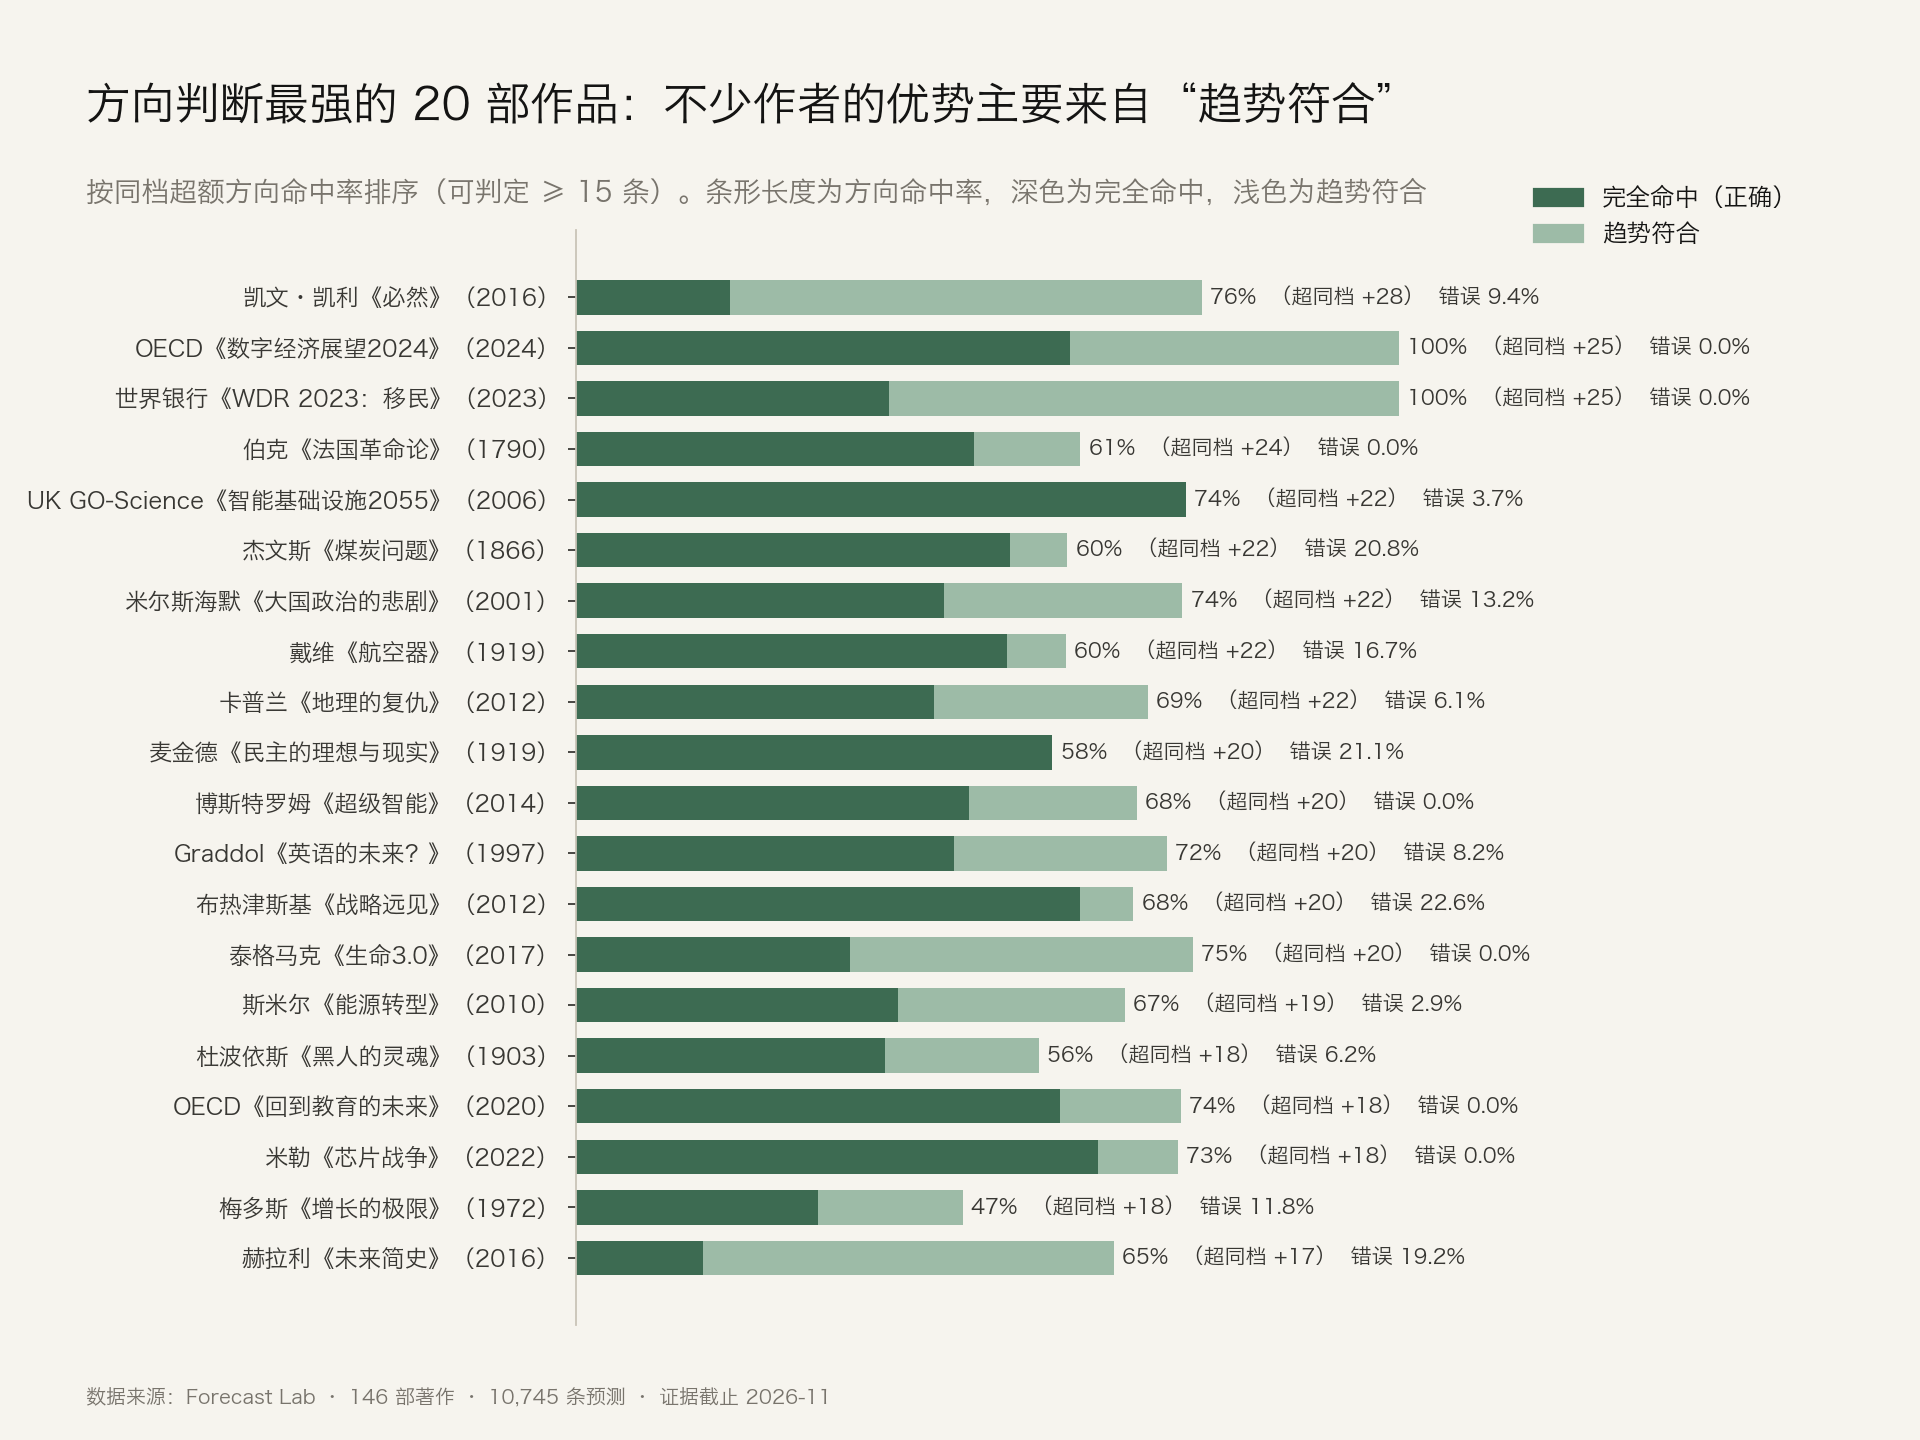 方向判断最强的 20 部作品：不少作者的优势主要来自“趋势符合”
按同档超额方向命中率排序（可判定 ≥ 15 条）。条形长度为方向命中率，深色为完全命中，浅色为趋势符合
完全命中（正确）
趋势符合
凯文·凯利《必然》（2016） 76% （超同档 +28） 错误 9.4%
OECD《数字经济展望2024》（2024） 100% （超同档 +25） 错误 0.0%
世界银行《WDR 2023：移民》（2023） 100% （超同档 +25） 错误 0.0%
伯克《法国革命论》（1790） 61% （超同档 +24） 错误 0.0%
UK GO-Science《智能基础设施2055》（2006） 74% （超同档 +22） 错误 3.7%
杰文斯《煤炭问题》（1866） 60% （超同档 +22） 错误 20.8%
米尔斯海默《大国政治的悲剧》（2001） 74% （超同档 +22） 错误 13.2%
戴维《航空器》（1919） 60% （超同档 +22） 错误 16.7%
卡普兰《地理的复仇》（2012） 69% （超同档 +22） 错误 6.1%
麦金德《民主的理想与现实》（1919） 58% （超同档 +20） 错误 21.1%
博斯特罗姆《超级智能》（2014） 68% （超同档 +20） 错误 0.0%
Graddol《英语的未来？》（1997） 72% （超同档 +20） 错误 8.2%
布热津斯基《战略远见》（2012） 68% （超同档 +20） 错误 22.6%
泰格马克《生命3.0》（2017） 75% （超同档 +20） 错误 0.0%
斯米尔《能源转型》（2010） 67% （超同档 +19） 错误 2.9%
杜波依斯《黑人的灵魂》（1903） 56% （超同档 +18） 错误 6.2%
OECD《回到教育的未来》（2020） 74% （超同档 +18） 错误 0.0%
米勒《芯片战争》（2022） 73% （超同档 +18） 错误 0.0%
梅多斯《增长的极限》（1972） 47% （超同档 +18） 错误 11.8%
赫拉利《未来简史》（2016） 65% （超同档 +17） 错误 19.2%
数据来源：Forecast Lab · 146 部著作 · 10,745 条预测 · 证据截止 2026-11